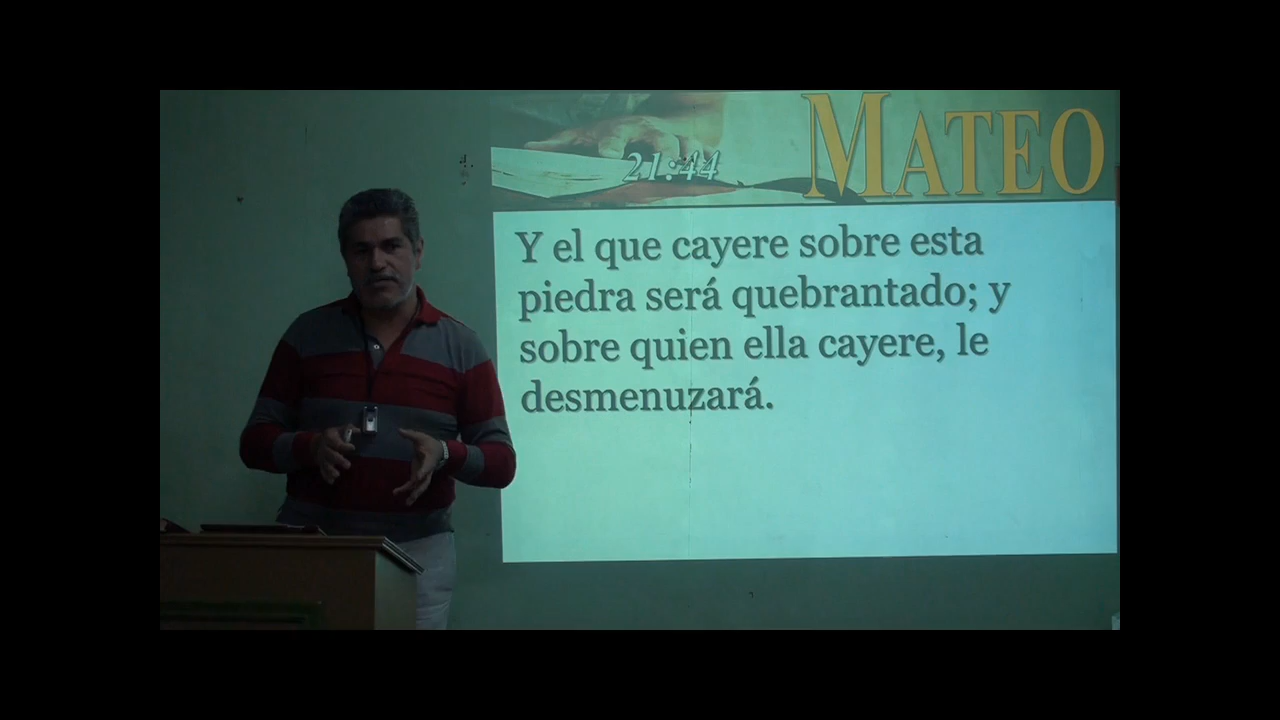 21:44
MATEO
Y el que cayere sobre esta
piedra será quebrantado; y
sobre quien ella cayere, le
desmenuzará.